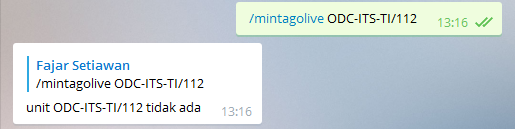 /mintagolive ODC-ITS-TI/112
13:16
Fajar Setiawan
/mintagolive ODC-ITS-TI/112
unit ODC-ITS-TI/112 tidak ada
13:16